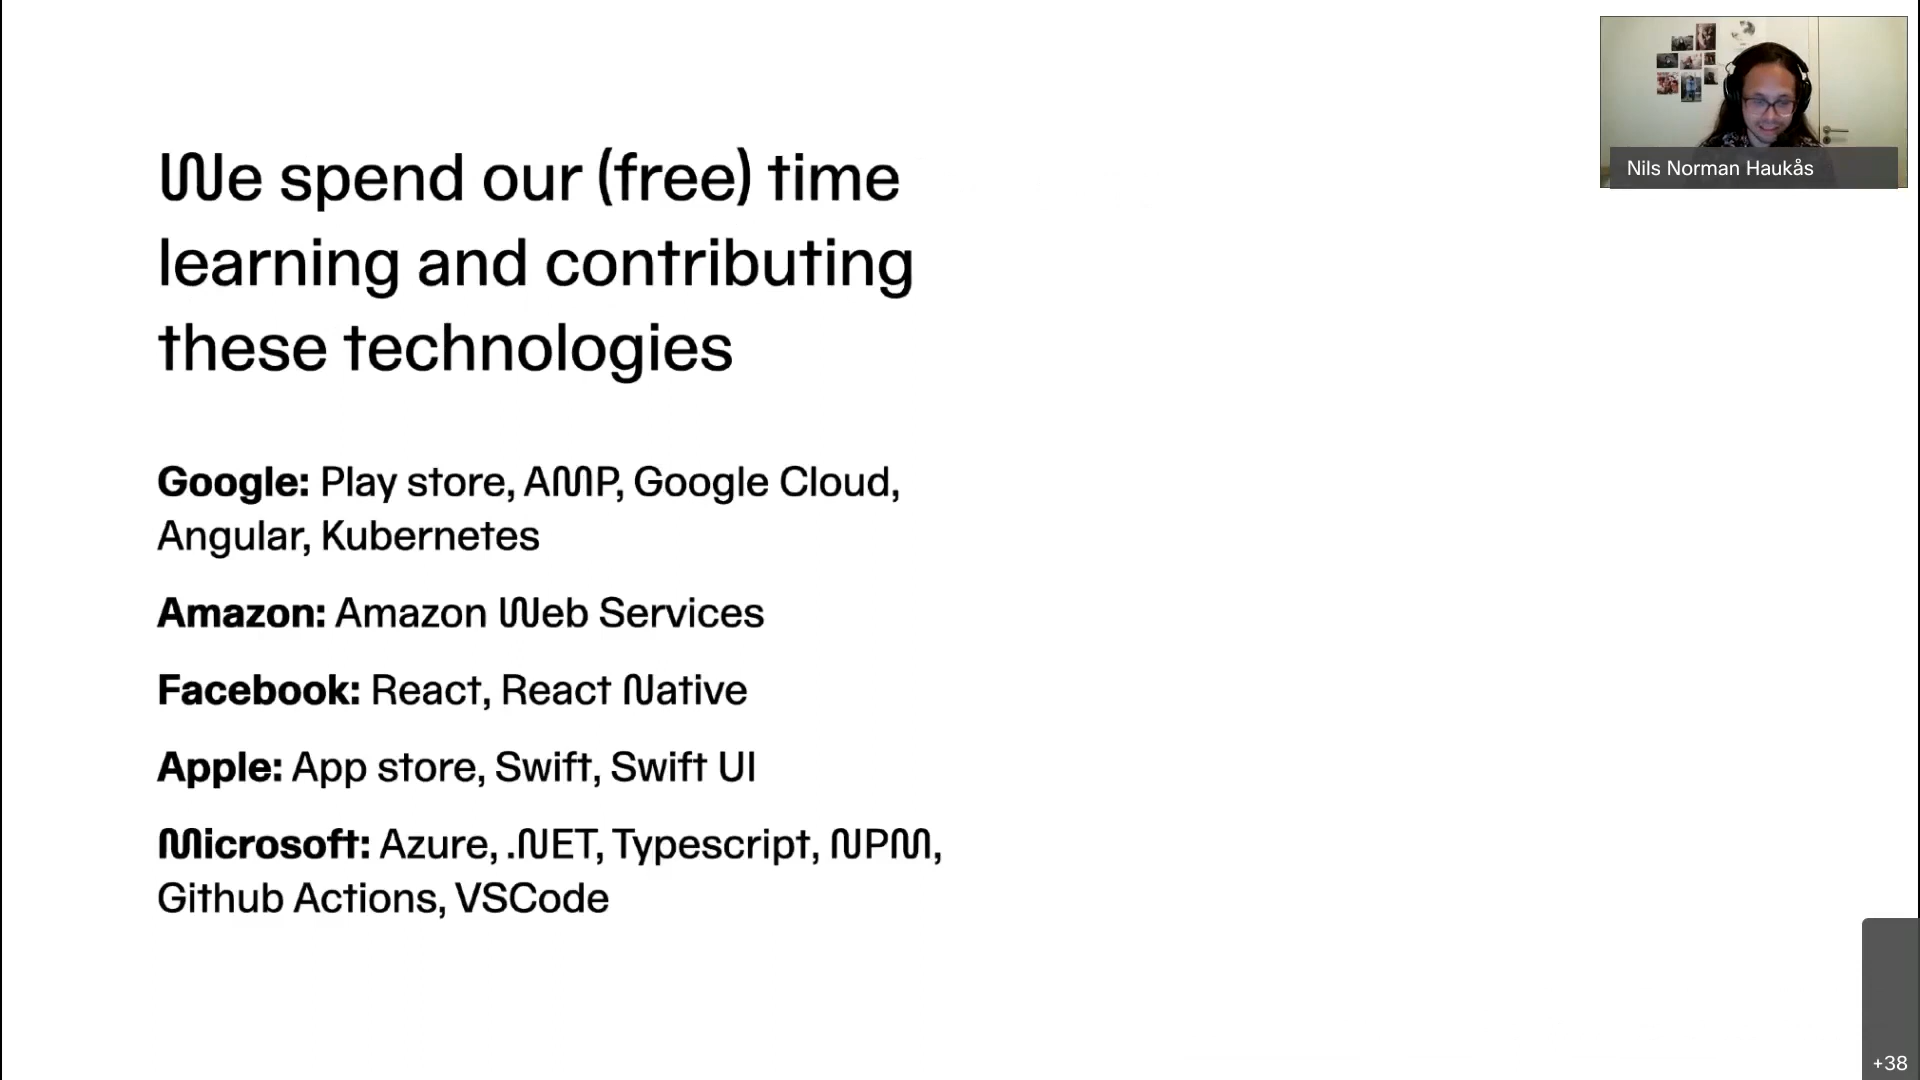 We spend our (free) time
learning and contributing
these technologies
Google: Play store, AMP, Google Cloud,
Angular, Kubernetes
Amazon: Amazon Web Services
Facebook: React, React Native
Apple: App store, Swift, Swift UI
Microsoft: Azure, .NET, Typescript, NPM,
Github Actions, VSCode
Nils Norman Haukås
+38